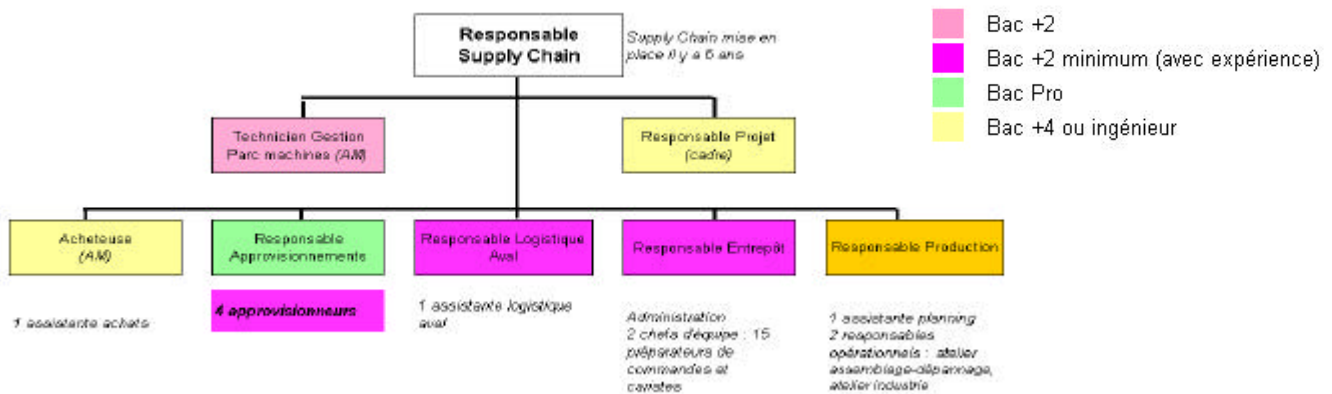 Responsable
Supply Chain
Supply Chain mise en
place il y a 5 ans
Bac +2
Bac +2 minimum (avec expérience)
Bac Pro
Bac +4 ou ingénieur
Technicien Gestion
Parc machines (AM)
Responsable Projet
(cadre)
Acheteuse
(AM)
Responsable
Approvisionnements
Responsable Logistique
Aval
Responsable Entrepôt
Responsable Production
1 assistante achats
4 approvisionneurs
1 assistante logistique
aval
Administration
2 chefs d'équipe : 15
préparateurs de
commandes et
caristes
1 assistante planning
2 responsables
opérationnels : atelier
assemblage-dépannage,
atelier industrie